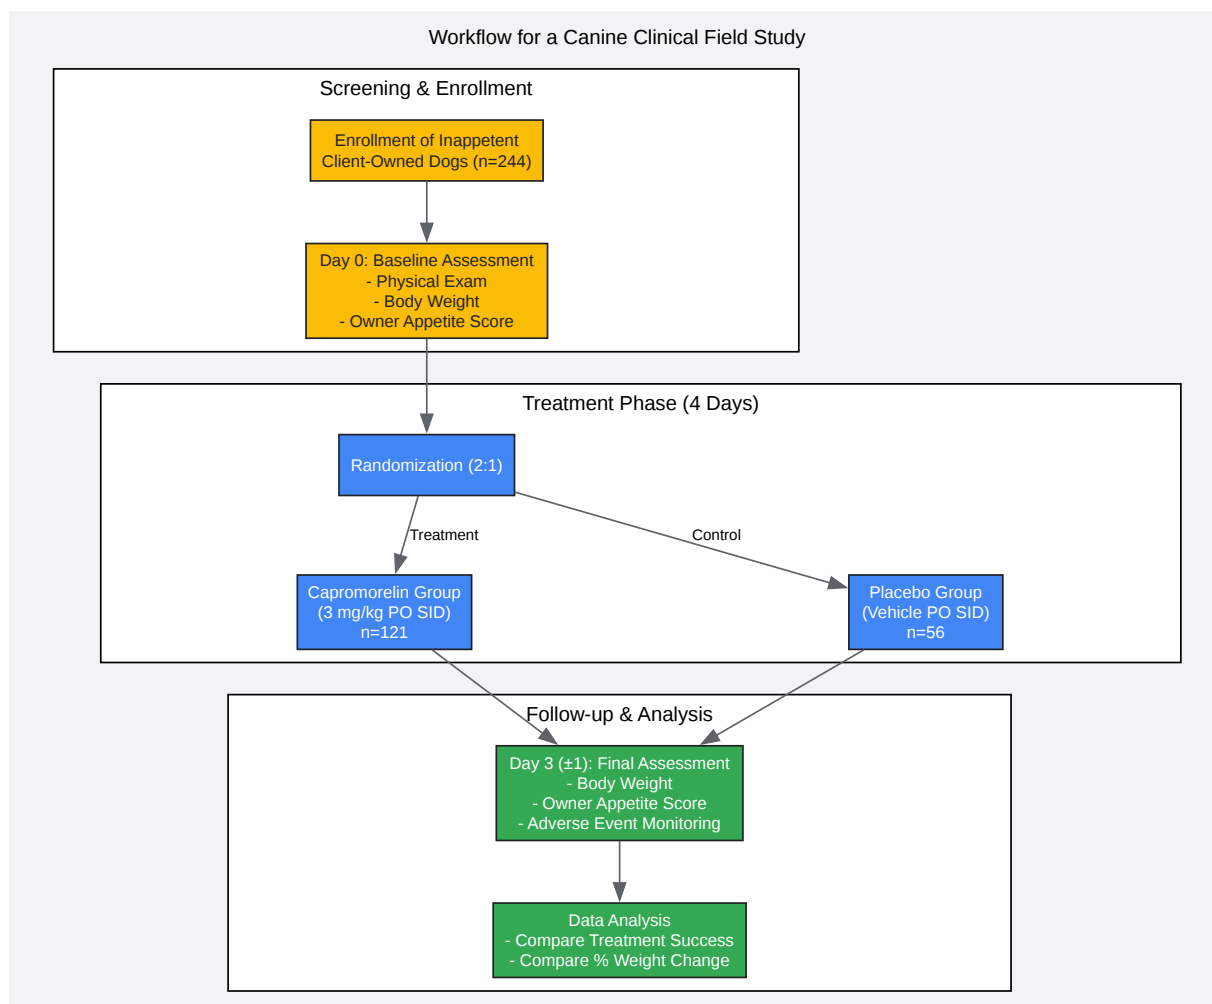 Workflow for a Canine Clinical Field Study
Screening & Enrollment
Enrollment of Inappetent
Client-Owned Dogs (n=244)
Day 0: Baseline Assessment
- Physical Exam
- Body Weight
- Owner Appetite Score
Treatment Phase (4 Days)
Randomization (2:1)
Treatment
Control
Capromorelin Group
(3 mg/kg PO SID)
n=121
Placebo Group
(Vehicle PO SID)
n=56
Follow-up & Analysis
Day 3 (±1): Final Assessment
- Body Weight
- Owner Appetite Score
- Adverse Event Monitoring
Data Analysis
- Compare Treatment Success
- Compare % Weight Change